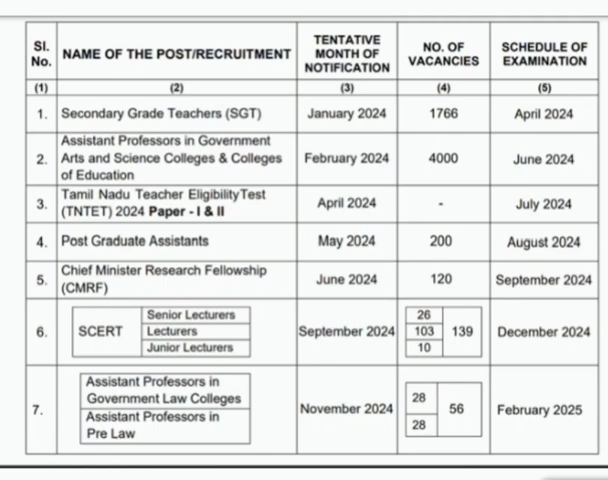 Sl. No.
NAME OF THE POST/RECRUITMENT
TENTATIVE
MONTH OF
NOTIFICATION
NO. OF
VACANCIES
SCHEDULE OF
EXAMINATION
(1) (2) (3) (4) (5)
1. Secondary Grade Teachers (SGT) January 2024 1766 April 2024
Assistant Professors in Government
2. Arts and Science Colleges & Colleges February 2024 4000 June 2024
of Education
3. Tamil Nadu Teacher EligibilityTest
(TNTET) 2024 Paper - I & II April 2024 - July 2024
4. Post Graduate Assistants May 2024 200 August 2024
5. Chief Minister Research Fellowship
(CMRF) June 2024 120 September 2024
Senior Lecturers 26
6. SCERT Lecturers September 2024 103 139 December 2024
Junior Lecturers 10
Assistant Professors in
Government Law Colleges 28
7. November 2024 56 February 2025
Assistant Professors in
Pre Law 28